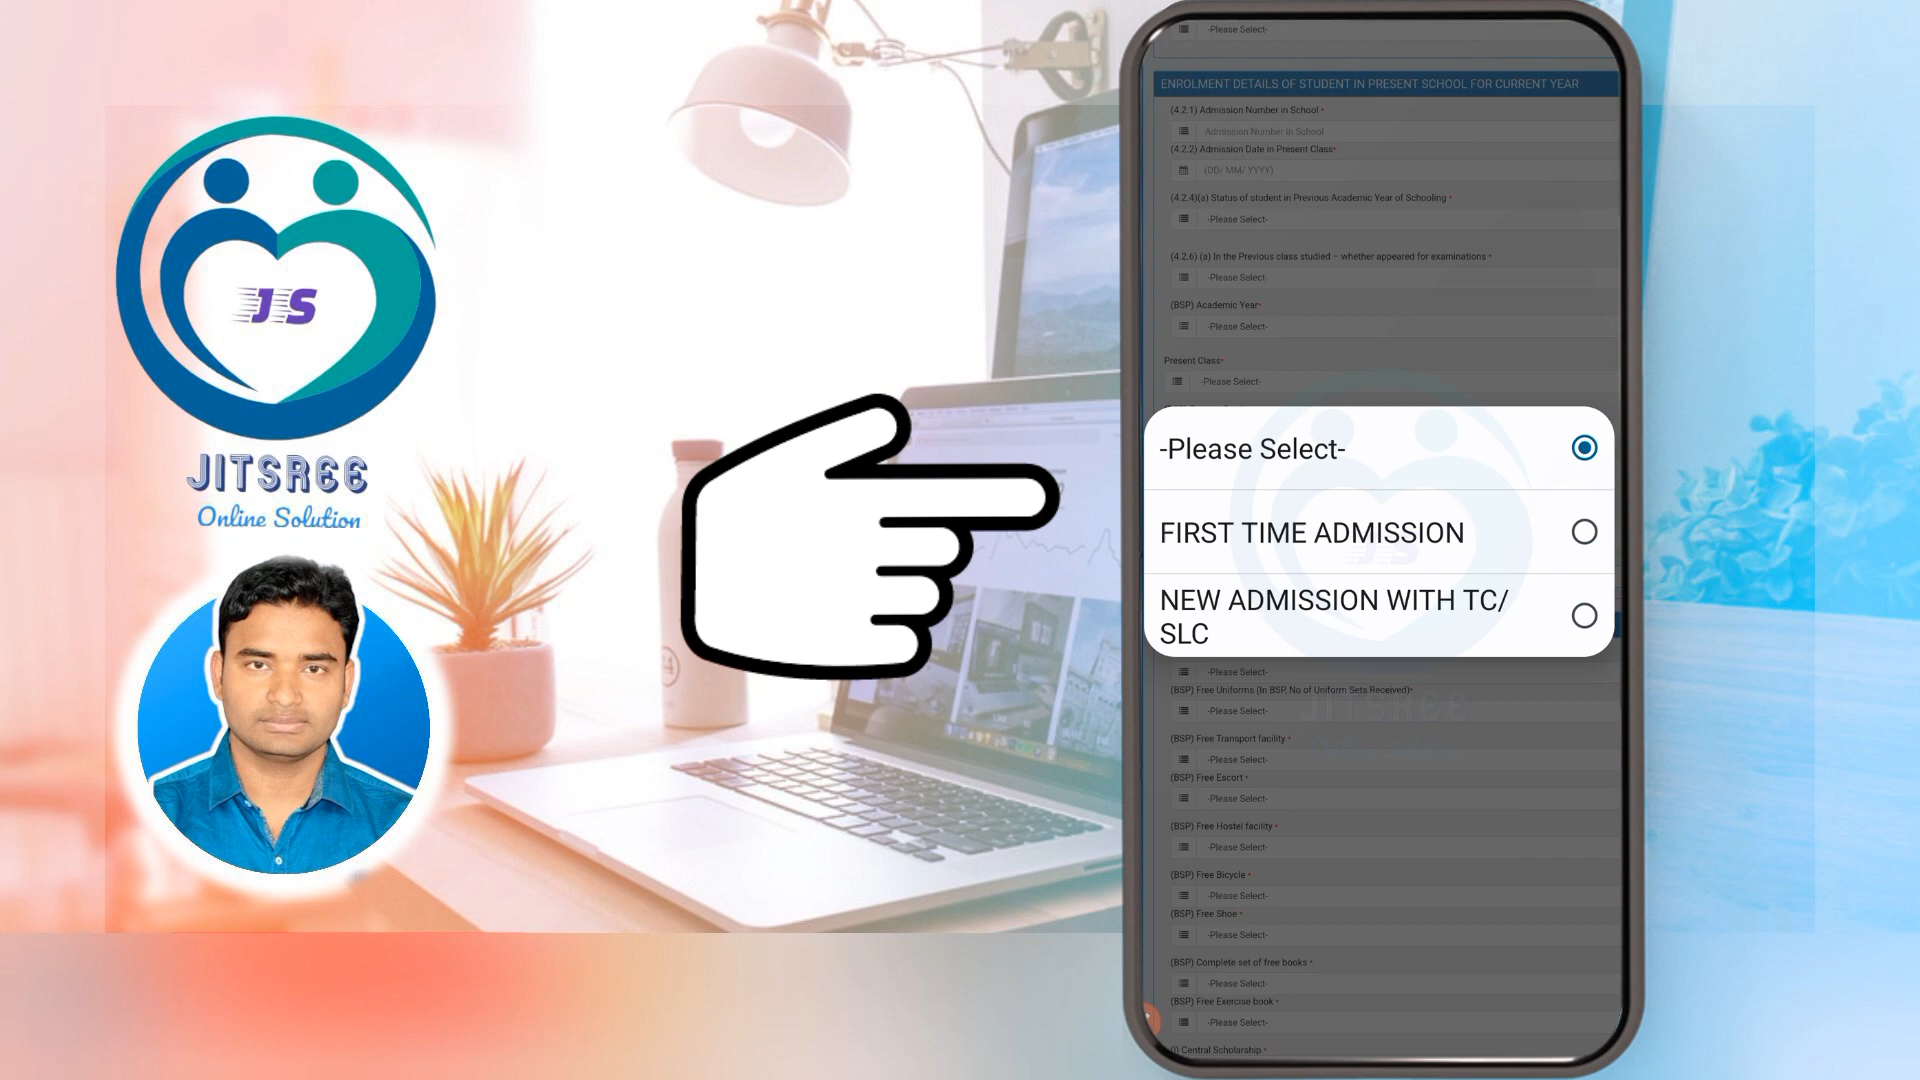 JS
JITSREE
Online Solution
-Please Select-
ENROLMENT DETAILS OF STUDENT IN PRESENT SCHOOL FOR CURRENT YEAR
(4.2.1) Admission Number in School *
Admission Number in School
(4.2.2) Admission Date in Present Class*
(DD/ MM/ YYYY)
(4.2.4)(a) Status of student in Previous Academic Year of Schooling *
-Please Select-
(4.2.6) (a) In the Previous class studied – whether appeared for examinations *
-Please Select-
(BSP) Academic Year*
-Please Select-
Present Class*
-Please Select-
-Please Select-
FIRST TIME ADMISSION
NEW ADMISSION WITH TC/
SLC
-Please Select-
(BSP) Free Uniforms (In BSP, No of Uniform Sets Received)*
-Please Select-
JITSREE
(BSP) Free Transport facility *
-Please Select-
(BSP) Free Escort *
-Please Select-
(BSP) Free Hostel facility *
-Please Select-
(BSP) Free Bicycle *
-Please Select-
(BSP) Free Shoe *
-Please Select-
(BSP) Complete set of free books *
-Please Select-
(BSP) Free Exercise book *
-Please Select-
(i) Central Scholarship *